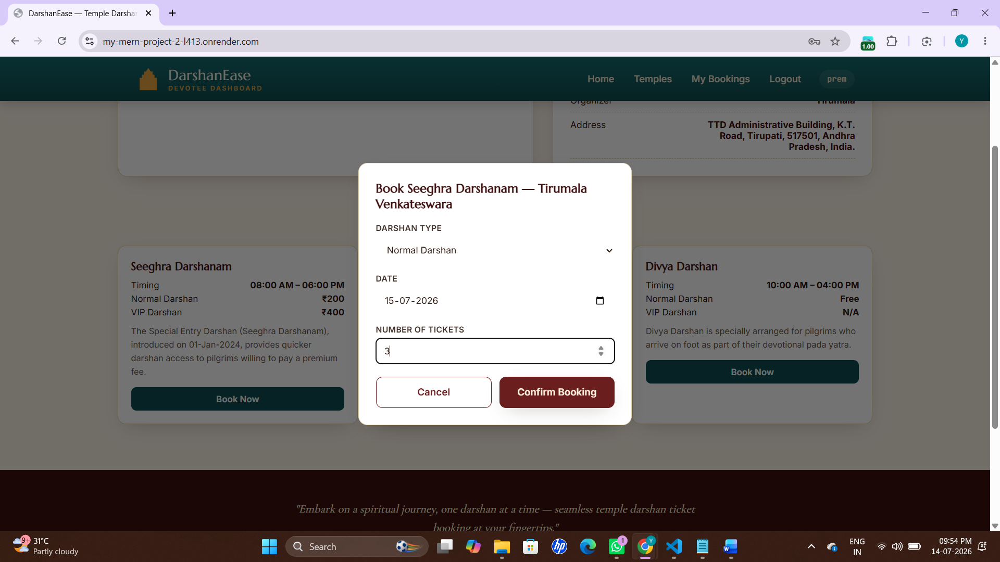 DarshanEase — Temple Darshan
my-mern-project-2-l413.onrender.com
1.00
Y
DarshanEase
DEVOTEE DASHBOARD
Home
Temples
My Bookings
Logout
prem
Organizer
Tirumala
Address
TTD Administrative Building, K.T.
Road, Tirupati, 517501, Andhra
Pradesh, India.
Book Seeghra Darshanam — Tirumala
Venkateswara
DARSHAN TYPE
Normal Darshan
DATE
15-07-2026
NUMBER OF TICKETS
3
Cancel
Confirm Booking
Seeghra Darshanam
Timing 08:00 AM – 06:00 PM
Normal Darshan ₹200
VIP Darshan ₹400
The Special Entry Darshan (Seeghra Darshanam),
introduced on 01-Jan-2024, provides quicker
darshan access to pilgrims willing to pay a premium
fee.
Book Now
Divya Darshan
Timing 10:00 AM – 04:00 PM
Normal Darshan Free
VIP Darshan N/A
Divya Darshan is specially arranged for pilgrims who
arrive on foot as part of their devotional pada yatra.
Book Now
"Embark on a spiritual journey, one darshan at a time — seamless temple darshan ticket
booking at your fingertips."
9+
31°C
Partly cloudy
Search
hp
1
Y
W
ENG
IN
09:54 PM
14-07-2026